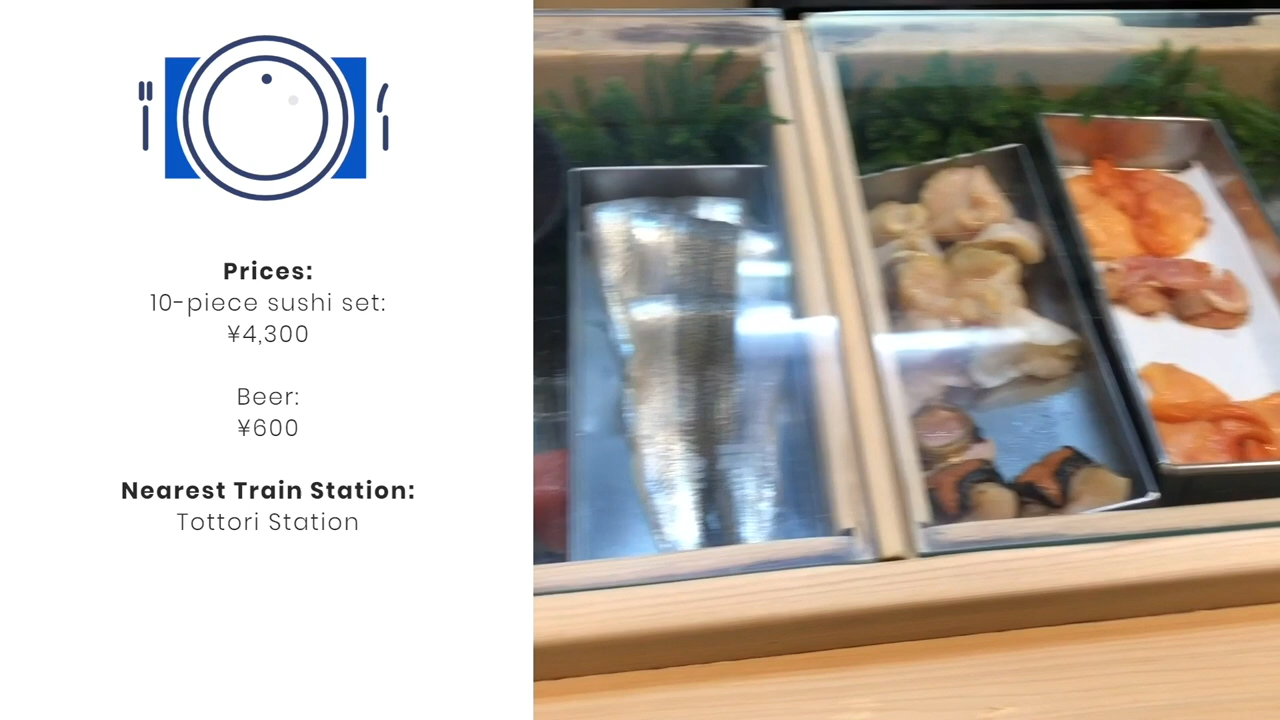 Prices:
10-piece sushi set:
¥4,300
Beer:
¥600
Nearest Train Station:
Tottori Station